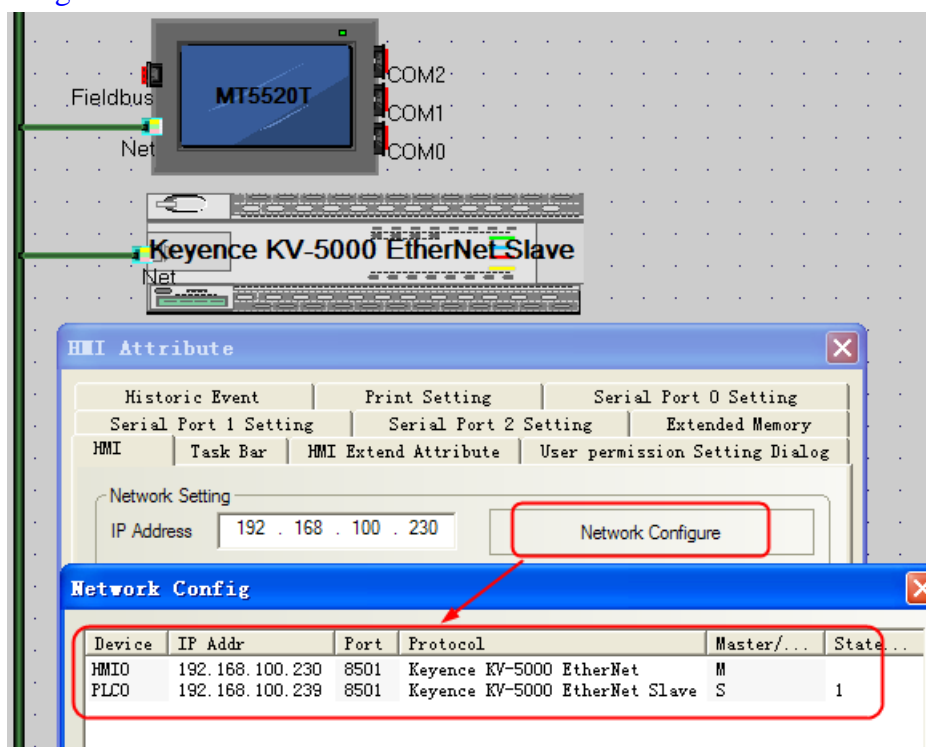 COM2
Fieldbus MT5520T
COM1
Net COM0
Keyence KV-5000 EtherNet Slave
Net
HMI Attribute
Historic Event Print Setting Serial Port 0 Setting
Serial Port 1 Setting Serial Port 2 Setting Extended Memory
HMI Task Bar HMI Extend Attribute User permission Setting Dialog
Network Setting
IP Address 192 . 168 . 100 . 230 Network Configure
Network Config
Device IP Addr Port Protocol Master/... State...
HMI0 192.168.100.230 8501 Keyence KV-5000 EtherNet M
PLC0 192.168.100.239 8501 Keyence KV-5000 EtherNet Slave S 1